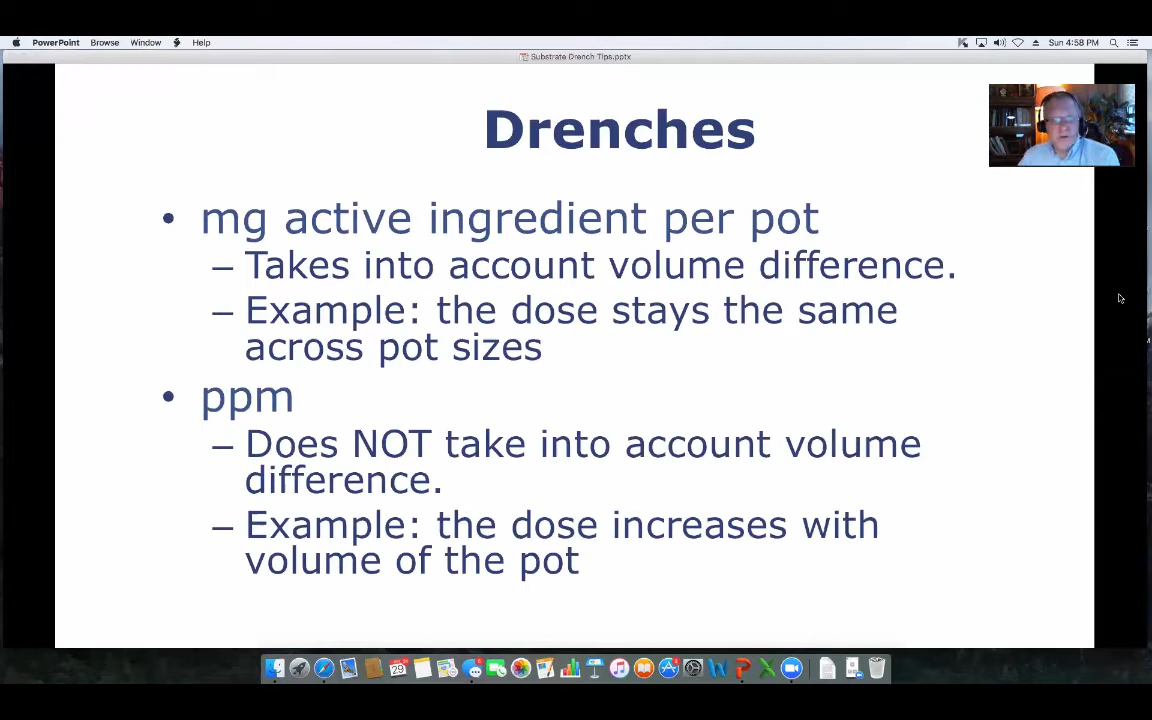 PowerPoint Browse Window Help Sun 4:58 PM
Substrate Drench Tips.pptx
Drenches
• mg active ingredient per pot
– Takes into account volume difference.
– Example: the dose stays the same
across pot sizes
• ppm
– Does NOT take into account volume
difference.
– Example: the dose increases with
volume of the pot